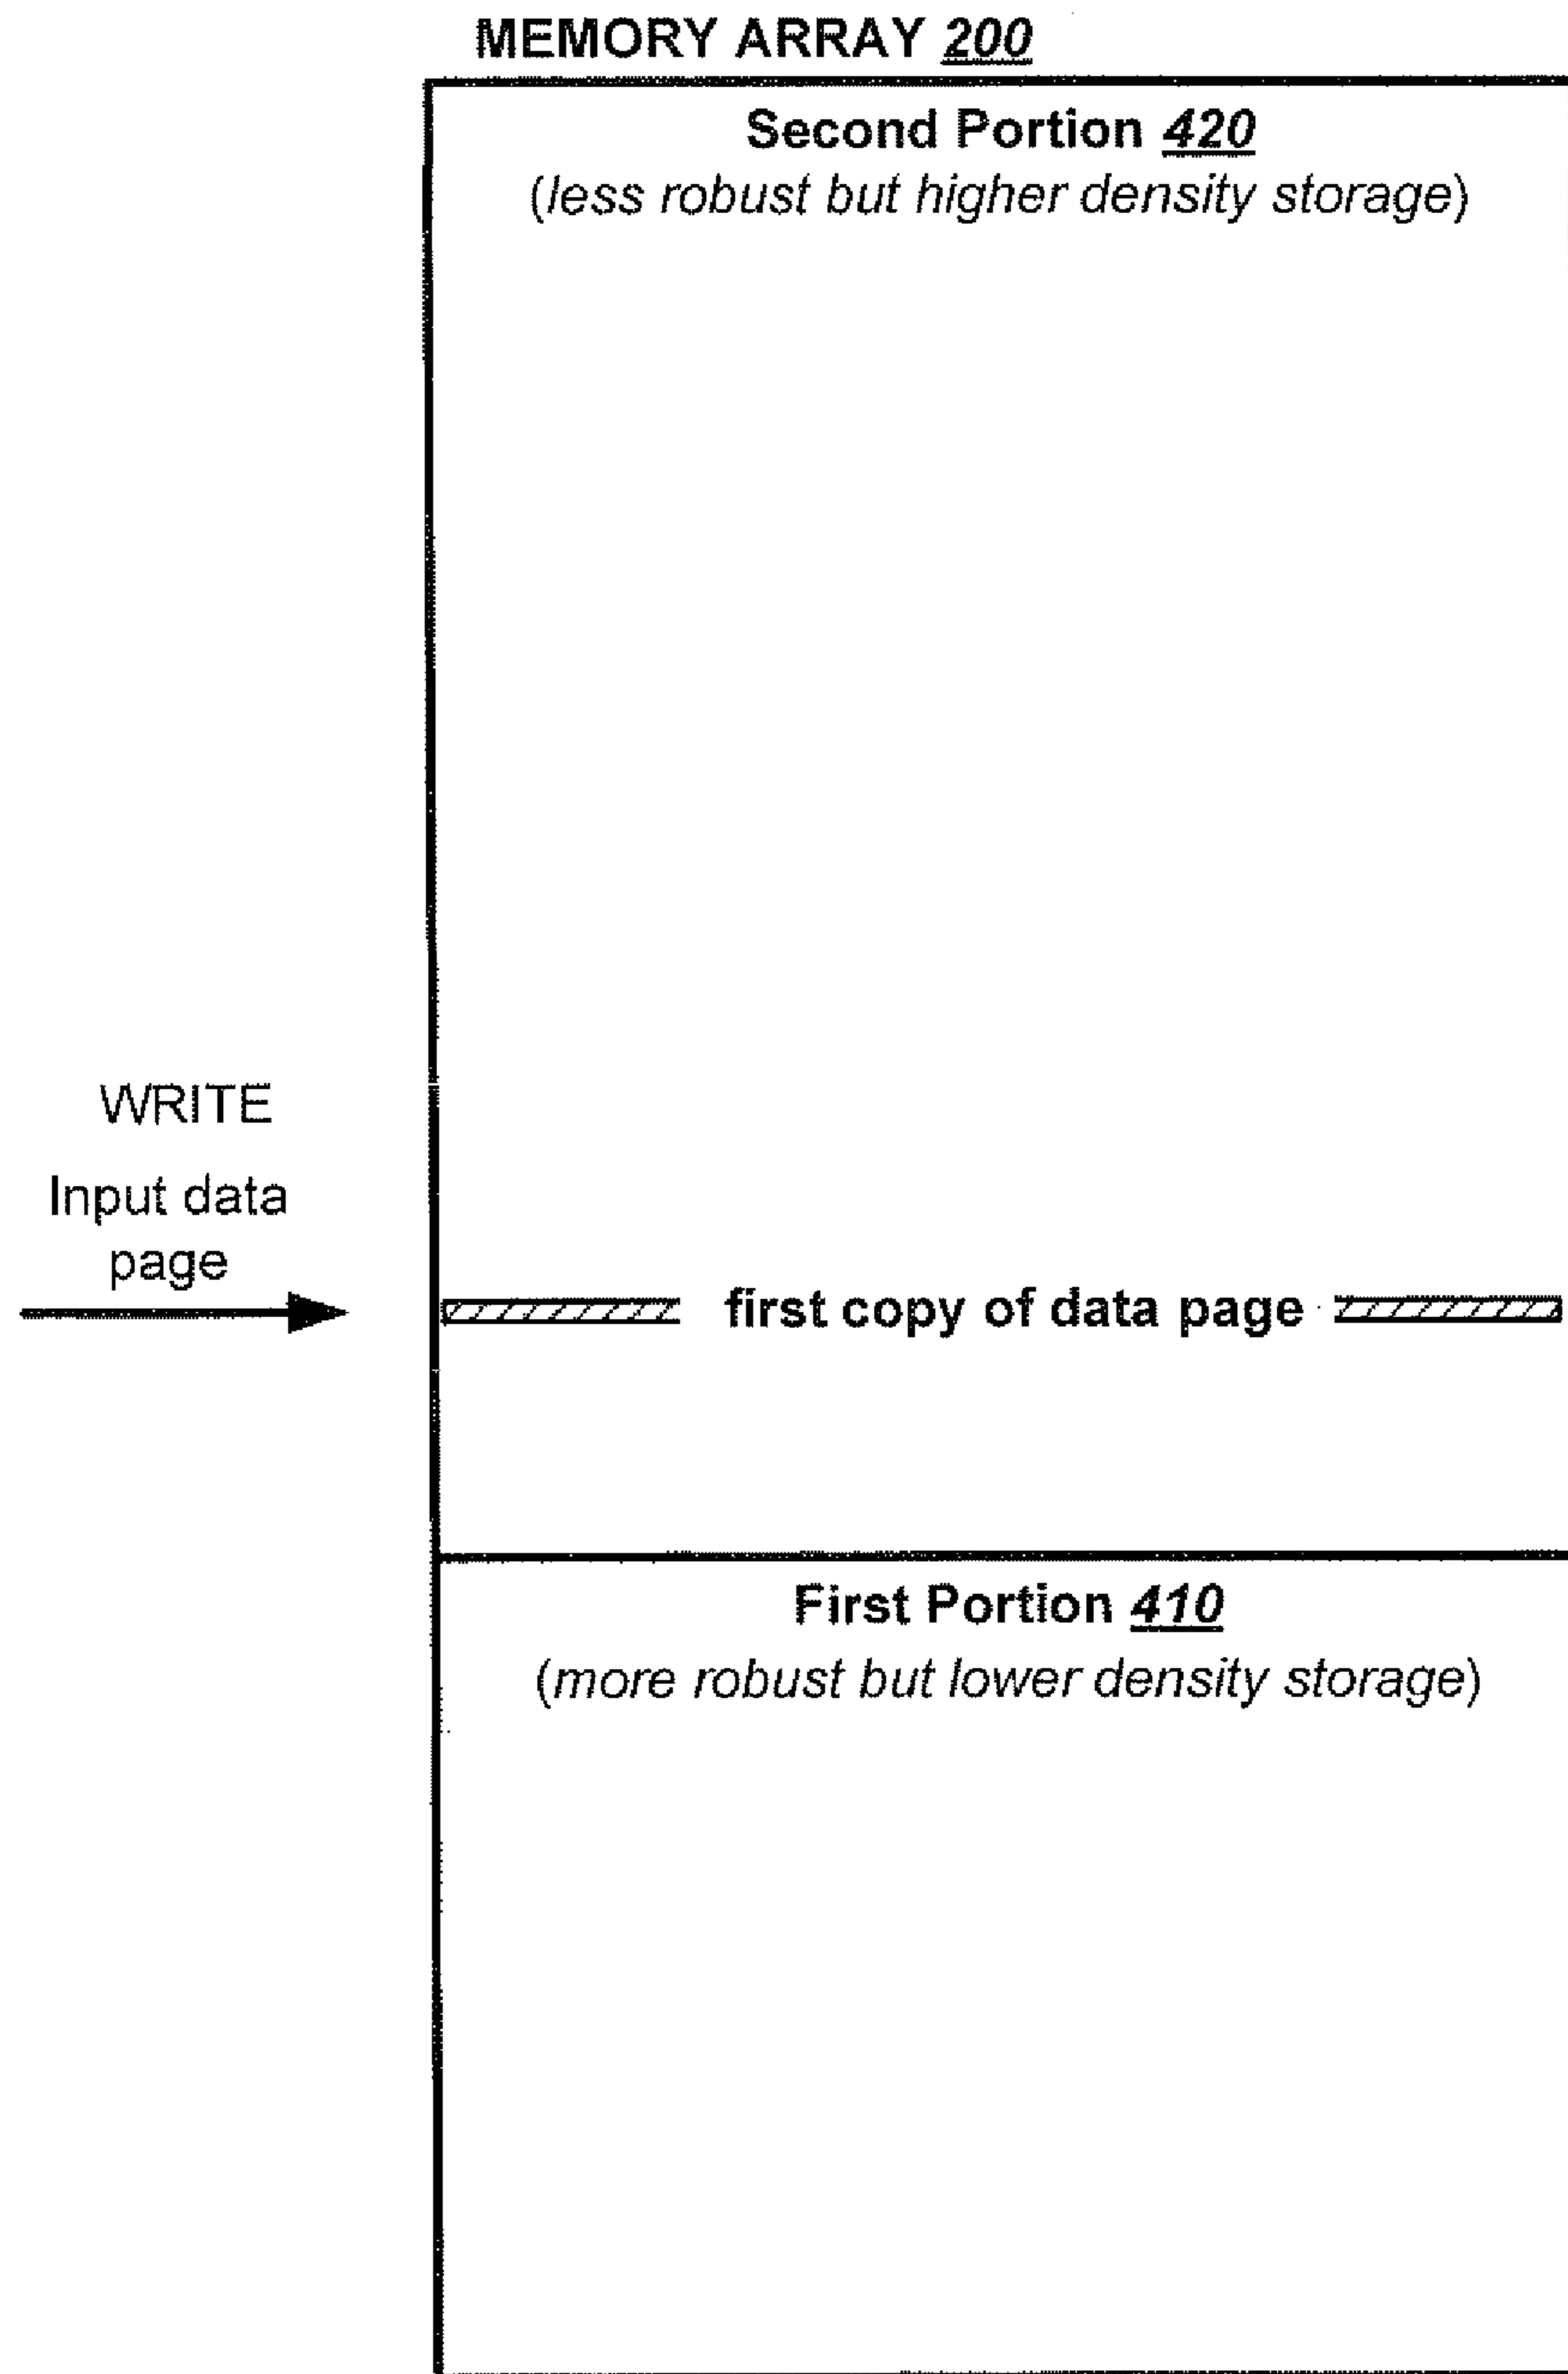 MEMORY ARRAY 200
Second Portion 420
(less robust but higher density storage)
WRITE
Input data
page
first copy of data page
First Portion 410
(more robust but lower density storage)